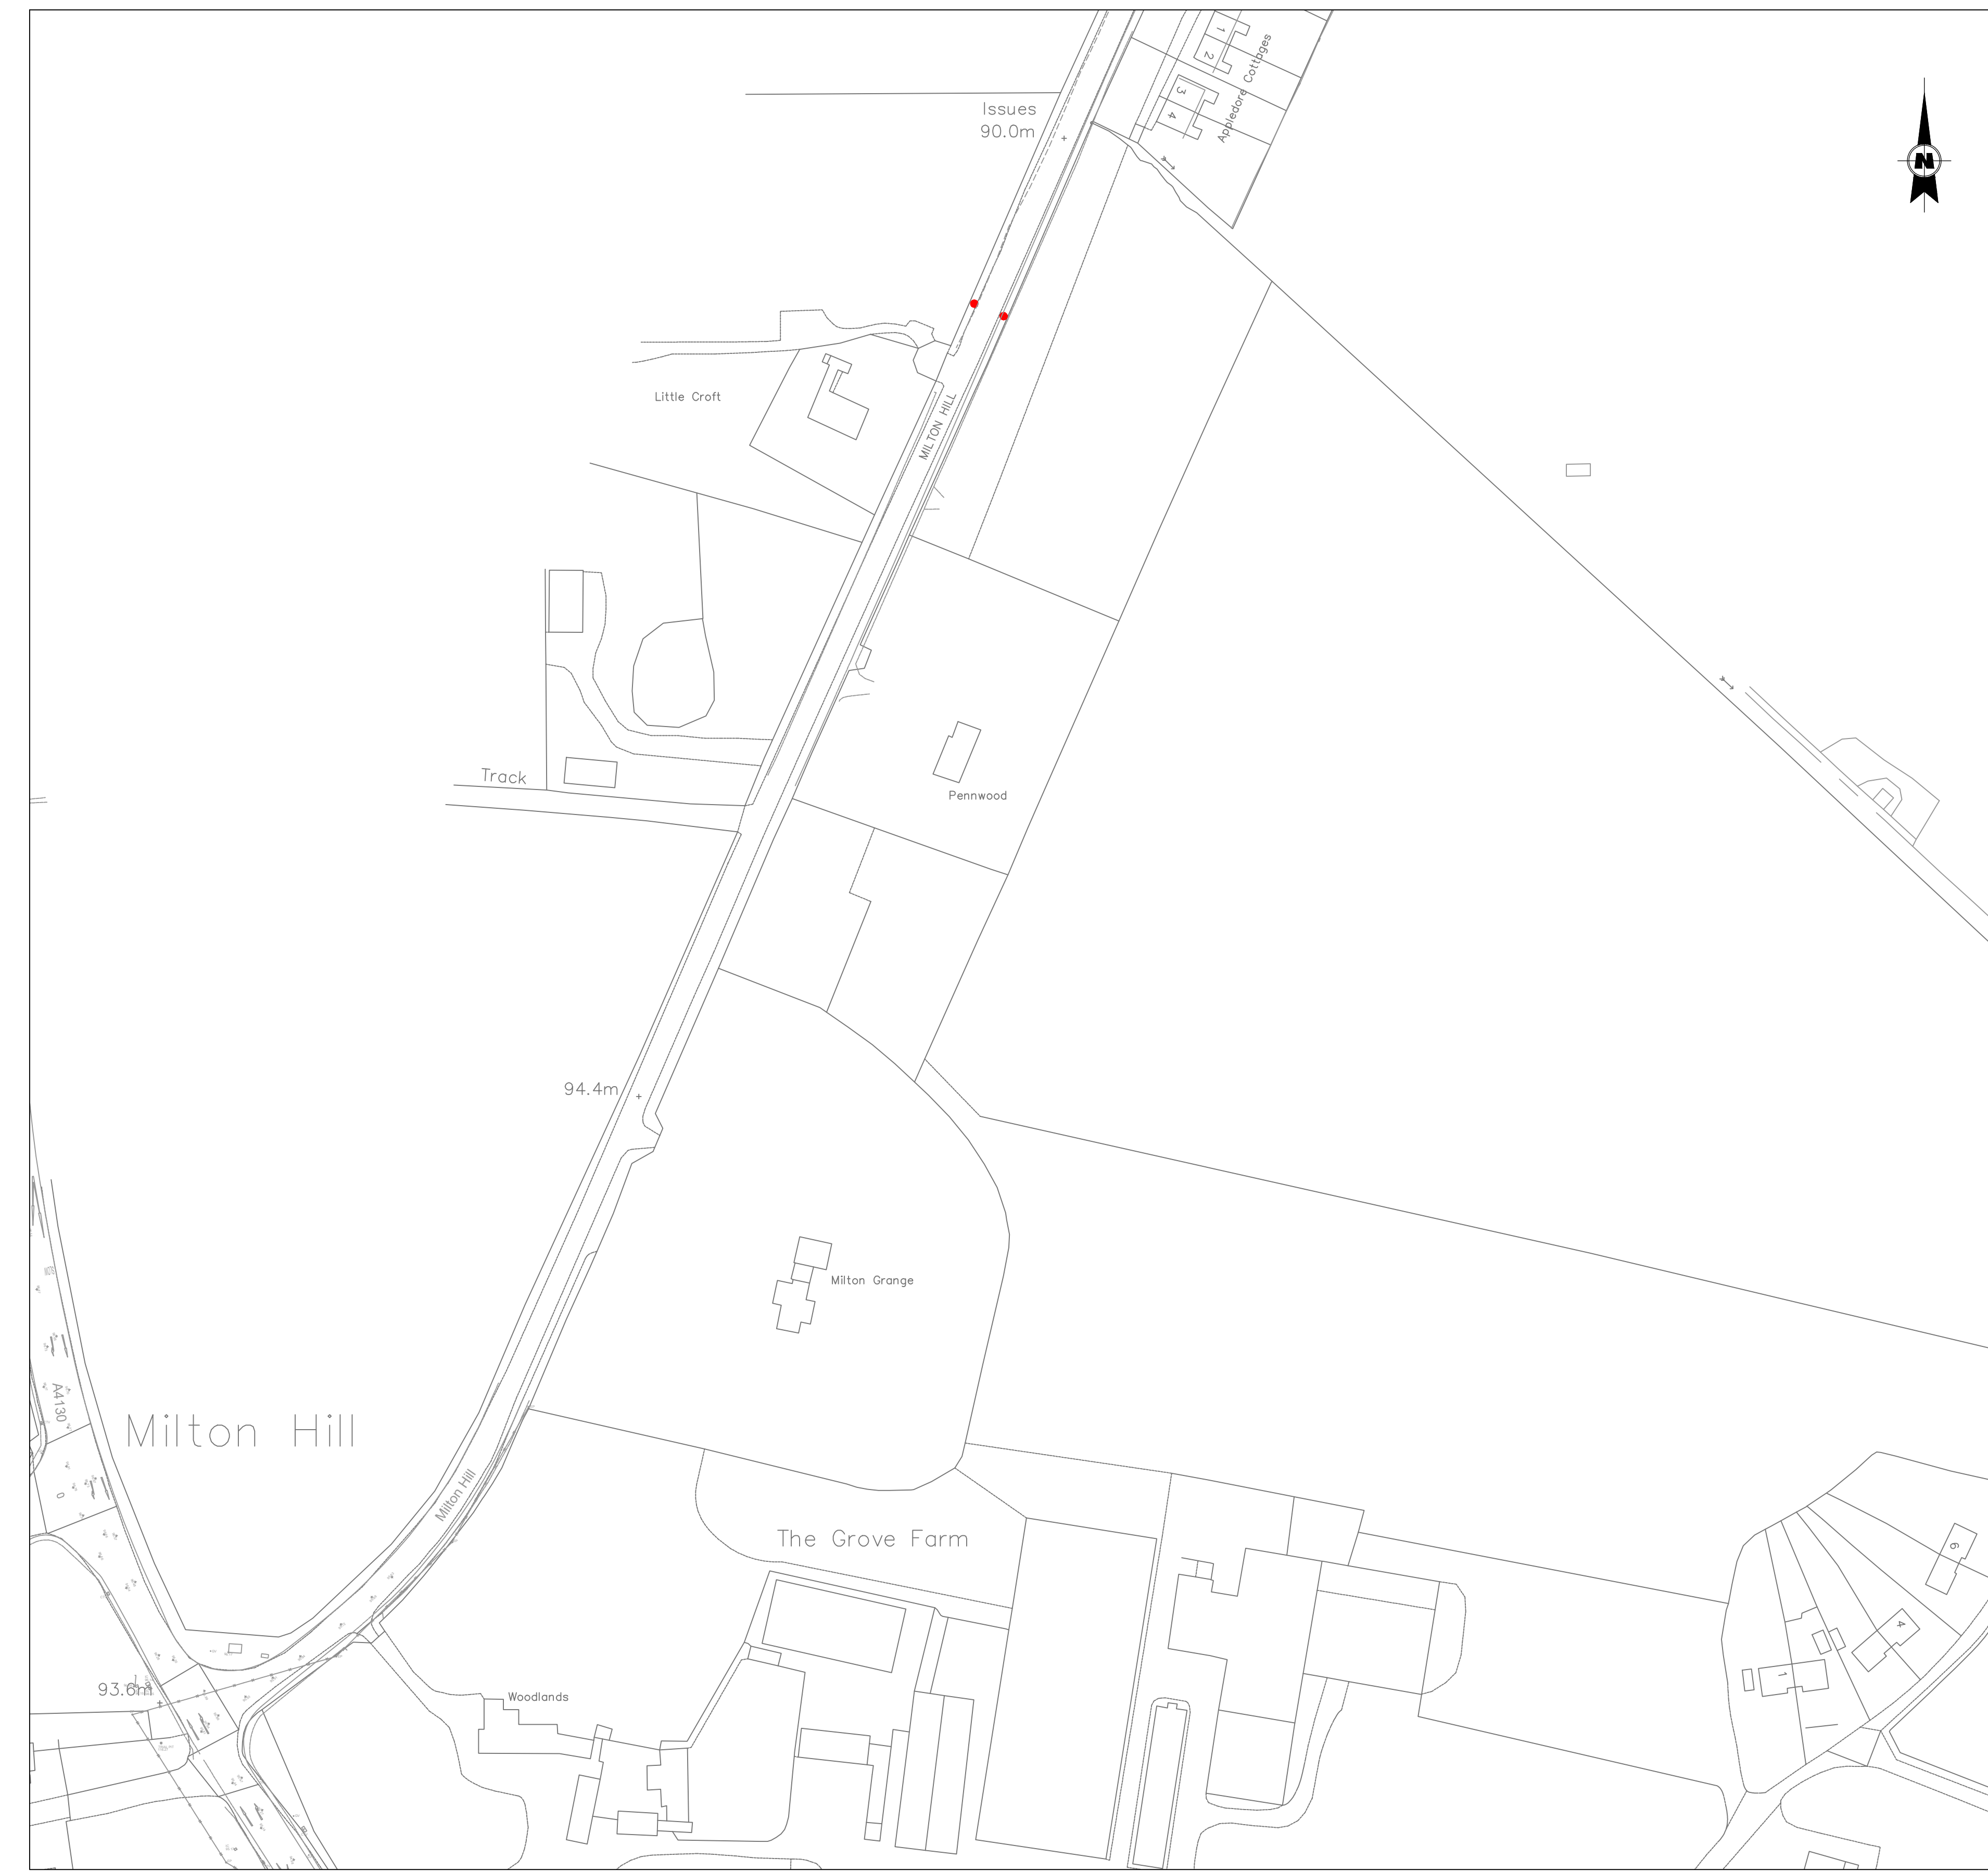 1
2
Appledore Cottages
3
4
Issues
90.0m
N
Little Croft
MILTON HILL
Track
Pennwood
94.4m
Milton Grange
A4130
Milton Hill
Milton Hill
The Grove Farm
6
4
1
93.6m
Woodlands